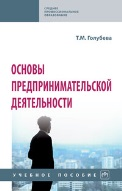 СРЕДНЕЕ
ПРОФЕССИОНАЛЬНОЕ
ОБРАЗОВАНИЕ
Т.М. Голубева
ОСНОВЫ
ПРЕДПРИНИМАТЕЛЬСКОЙ
ДЕЯТЕЛЬНОСТИ
УЧЕБНОЕ ПОСОБИЕ